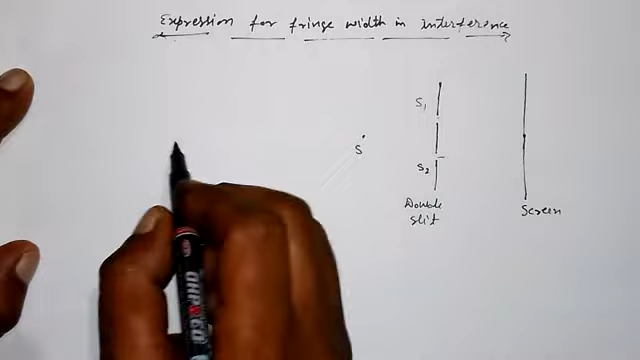 Expression for fringe width in interference
S₁
S
S₂
Double
slit
Screen